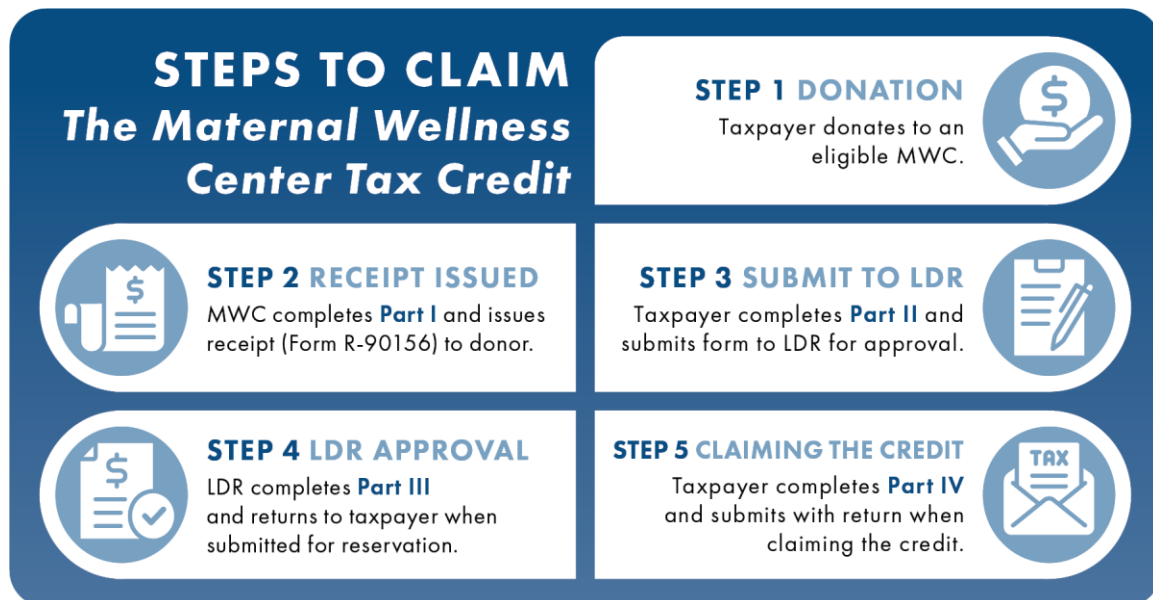 STEPS TO CLAIM
The Maternal Wellness
Center Tax Credit
STEP 1 DONATION
Taxpayer donates to an
eligible MWC.
$
STEP 2 RECEIPT ISSUED
MWC completes Part I and issues
receipt (Form R-90156) to donor.
$
STEP 3 SUBMIT TO LDR
Taxpayer completes Part II and
submits form to LDR for approval.
STEP 4 LDR APPROVAL
LDR completes Part III
and returns to taxpayer when
submitted for reservation.
$
STEP 5 CLAIMING THE CREDIT
Taxpayer completes Part IV
and submits with return when
claiming the credit.
TAX